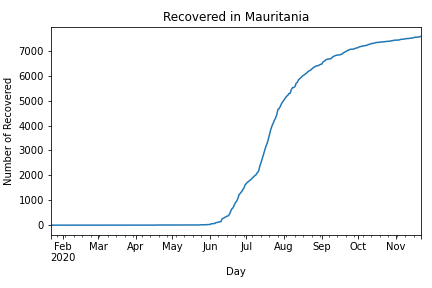 Recovered in Mauritania
Number of Recovered
7000
6000
5000
4000
3000
2000
1000
0
Feb Mar Apr May Jun Jul Aug Sep Oct Nov
2020
Day